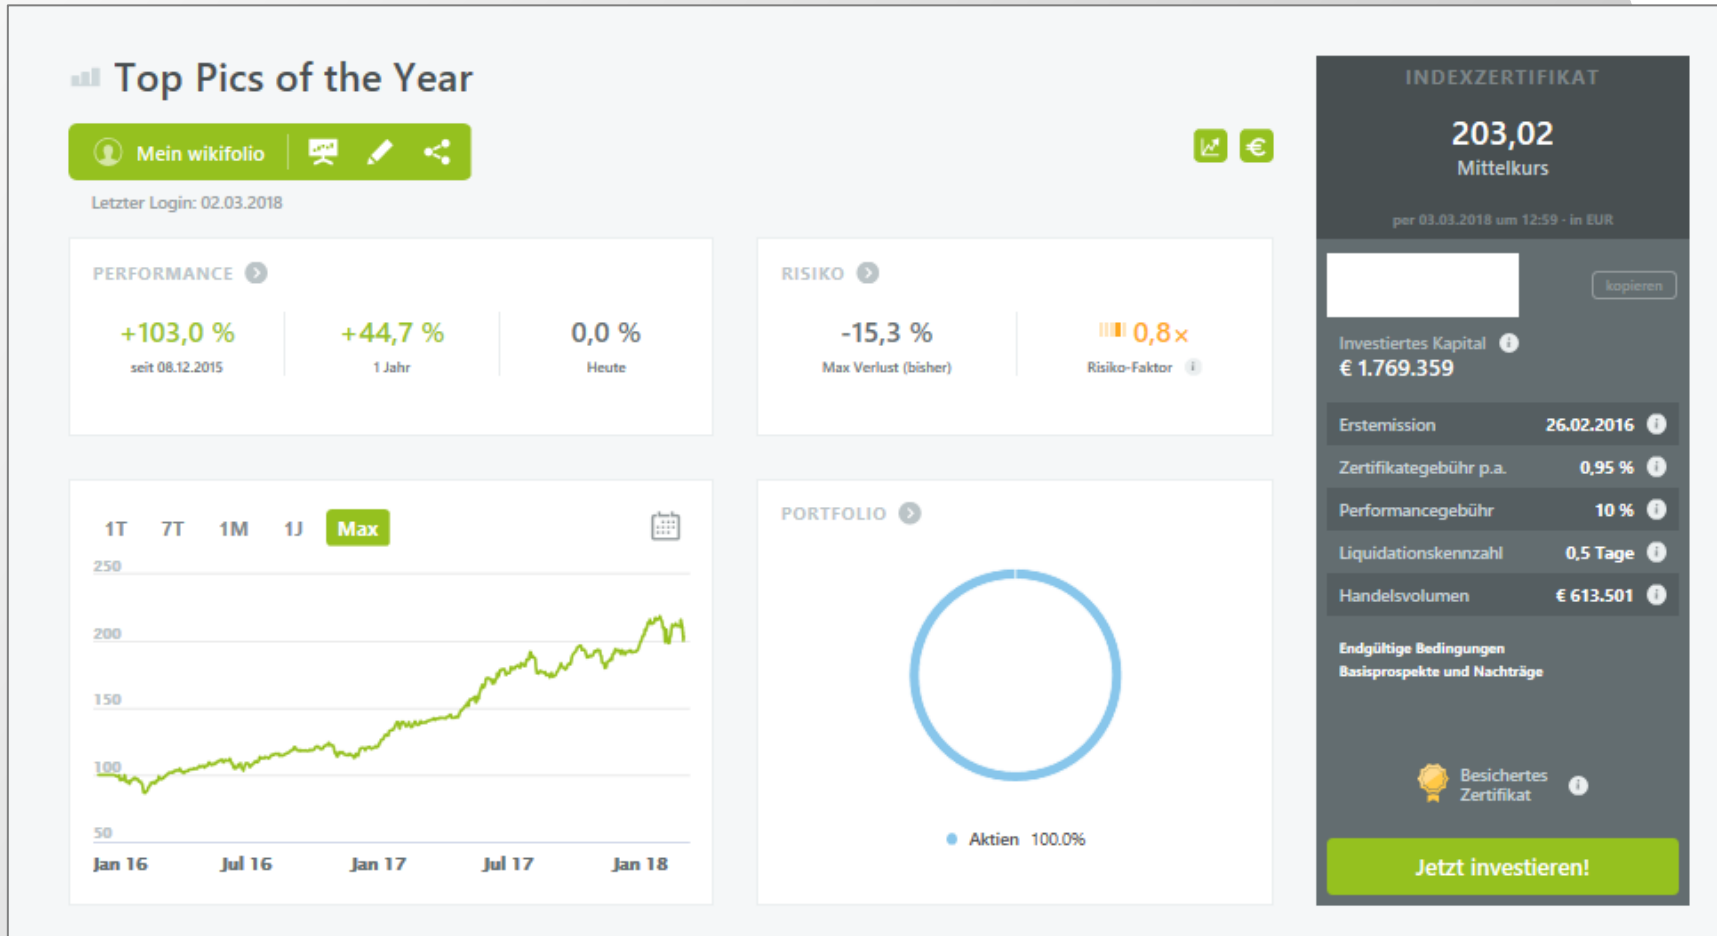 Top Pics of the Year
Mein wikifolio
Letzter Login: 02.03.2018
PERFORMANCE
+103,0 %
seit 08.12.2015
+44,7 %
1 Jahr
0,0 %
Heute
RISIKO
-15,3 %
Max Verlust (bisher)
0,8×
Risiko-Faktor
1T 7T 1M 1J Max
250
200
150
100
50
Jan 16 Jul 16 Jan 17 Jul 17 Jan 18
PORTFOLIO
Aktien 100.0%
INDEXZERTIFIKAT
203,02
Mittelkurs
per 03.03.2018 um 12:59 - in EUR
kopieren
Investiertes Kapital
€ 1.769.359
Erstemission 26.02.2016
Zertifikategebühr p.a. 0,95 %
Performancegebühr 10 %
Liquidationskennzahl 0,5 Tage
Handelsvolumen € 613.501
Endgültige Bedingungen
Basisprospekte und Nachträge
Besichertes
Zertifikat
Jetzt investieren!